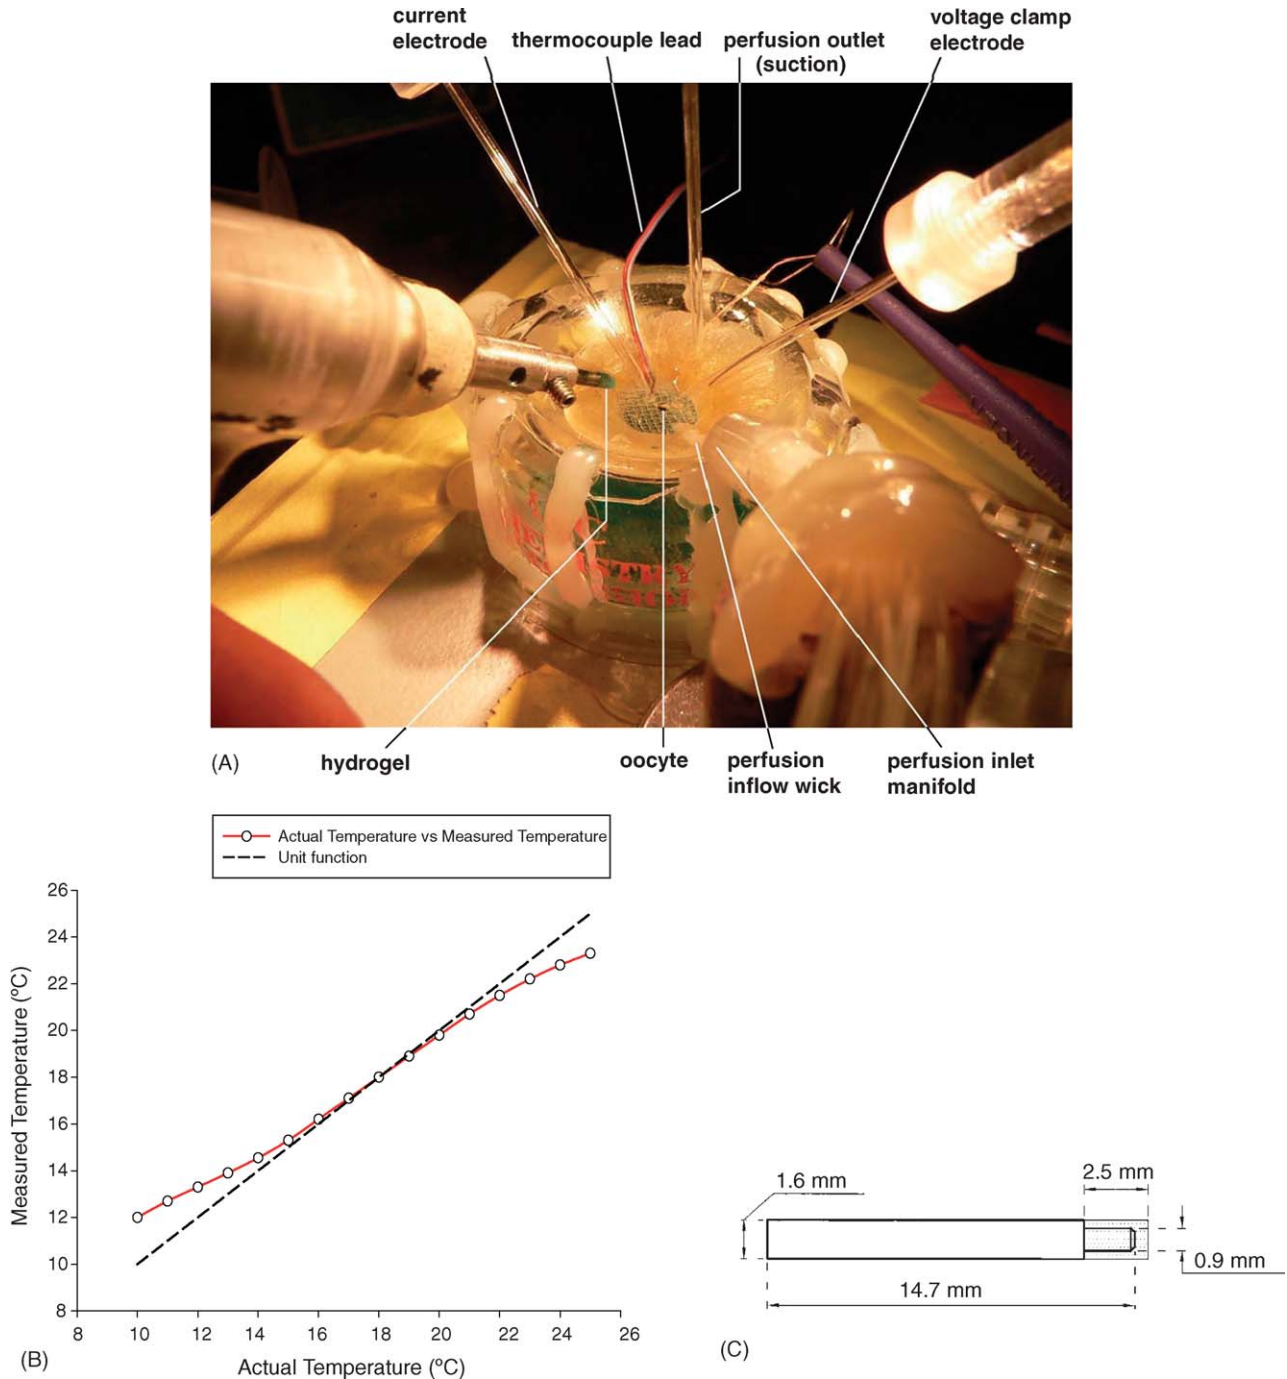 current
electrode
thermocouple lead
perfusion outlet
(suction)
voltage clamp
electrode
hydrogel
oocyte
perfusion
inflow wick
perfusion inlet
manifold
(A)
Actual Temperature vs Measured Temperature
Unit function
26
24
22
20
18
16
14
12
10
8
Measured Temperature (ºC)
8
10
12
14
16
18
20
22
24
26
Actual Temperature (ºC)
(B)
1.6 mm
2.5 mm
0.9 mm
14.7 mm
(C)